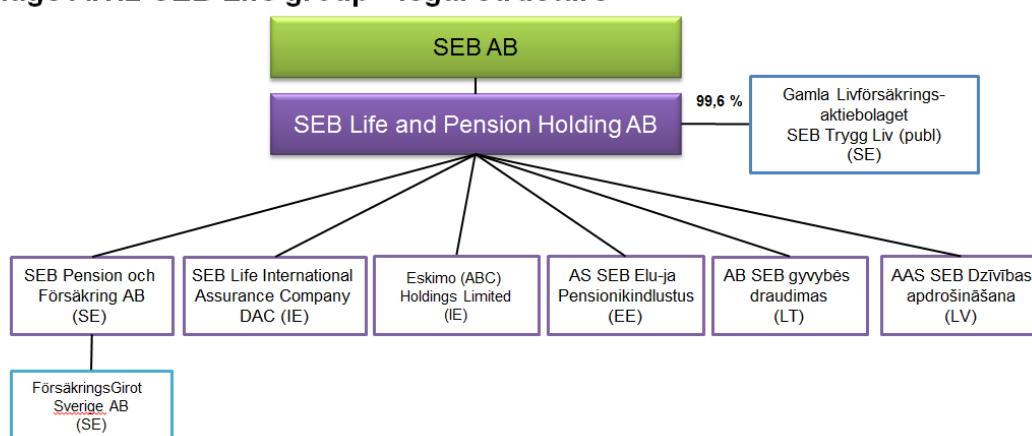 SEB AB
SEB Life and Pension Holding AB
99,6 %
Gamla Livförsäkrings-
aktiebolaget
SEB Trygg Liv (publ)
(SE)
SEB Pension och
Försäkring AB
(SE)
SEB Life International
Assurance Company
DAC (IE)
Eskimo (ABC)
Holdings Limited
(IE)
AS SEB Elu-ja
Pensionikindlustus
(EE)
AB SEB gyvybės
draudimas
(LT)
AAS SEB Dzīvības
apdrošināšana
(LV)
FörsäkringsGirot
Sverige AB
(SE)